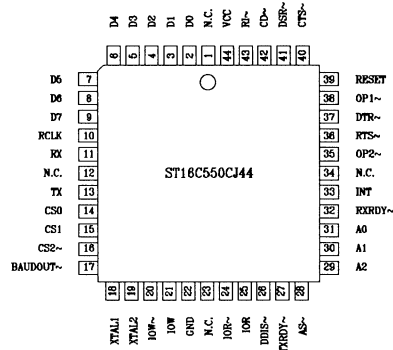 D4 D3 D2 D1 D0 N.C. VCC RI~ CD~ DSR~ CTS~
6 5 4 3 2 1 44 43 42 41 40
D5 7
D6 8
D7 9
RCLK 10
RX 11
N.C. 12
TX 13
CS0 14
CS1 15
CS2~ 16
BAUDOUT~ 17
ST16C550CJ44
39 RESET
38 OP1~
37 DTR~
36 RTS~
35 OP2~
34 N.C.
33 INT
32 RXRDY~
31 A0
30 A1
29 A2
18 19 20 21 22 23 24 25 26 27 28
XTAL1 XTAL2 IOW~ IOW GND N.C. IOR~ IOR DDIS~ TXRDY~ AS~